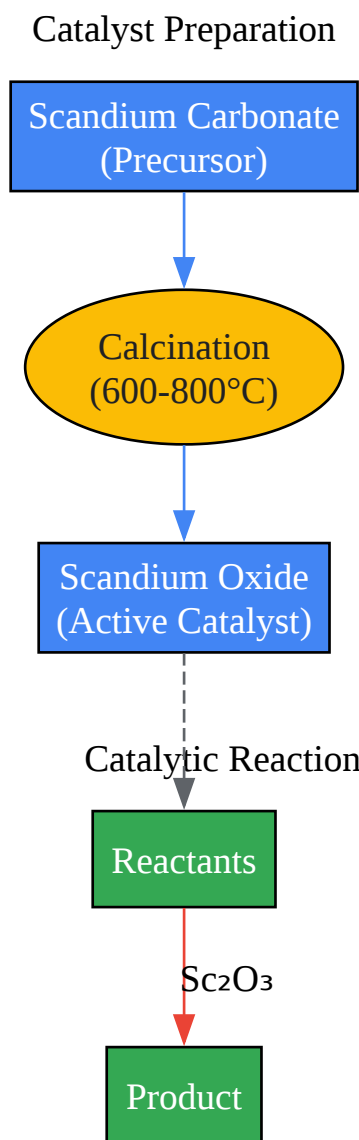 Catalyst Preparation
Scandium Carbonate
(Precursor)
Calcination
(600-800°C)
Scandium Oxide
(Active Catalyst)
Catalytic Reaction
Reactants
Sc₂O₃
Product